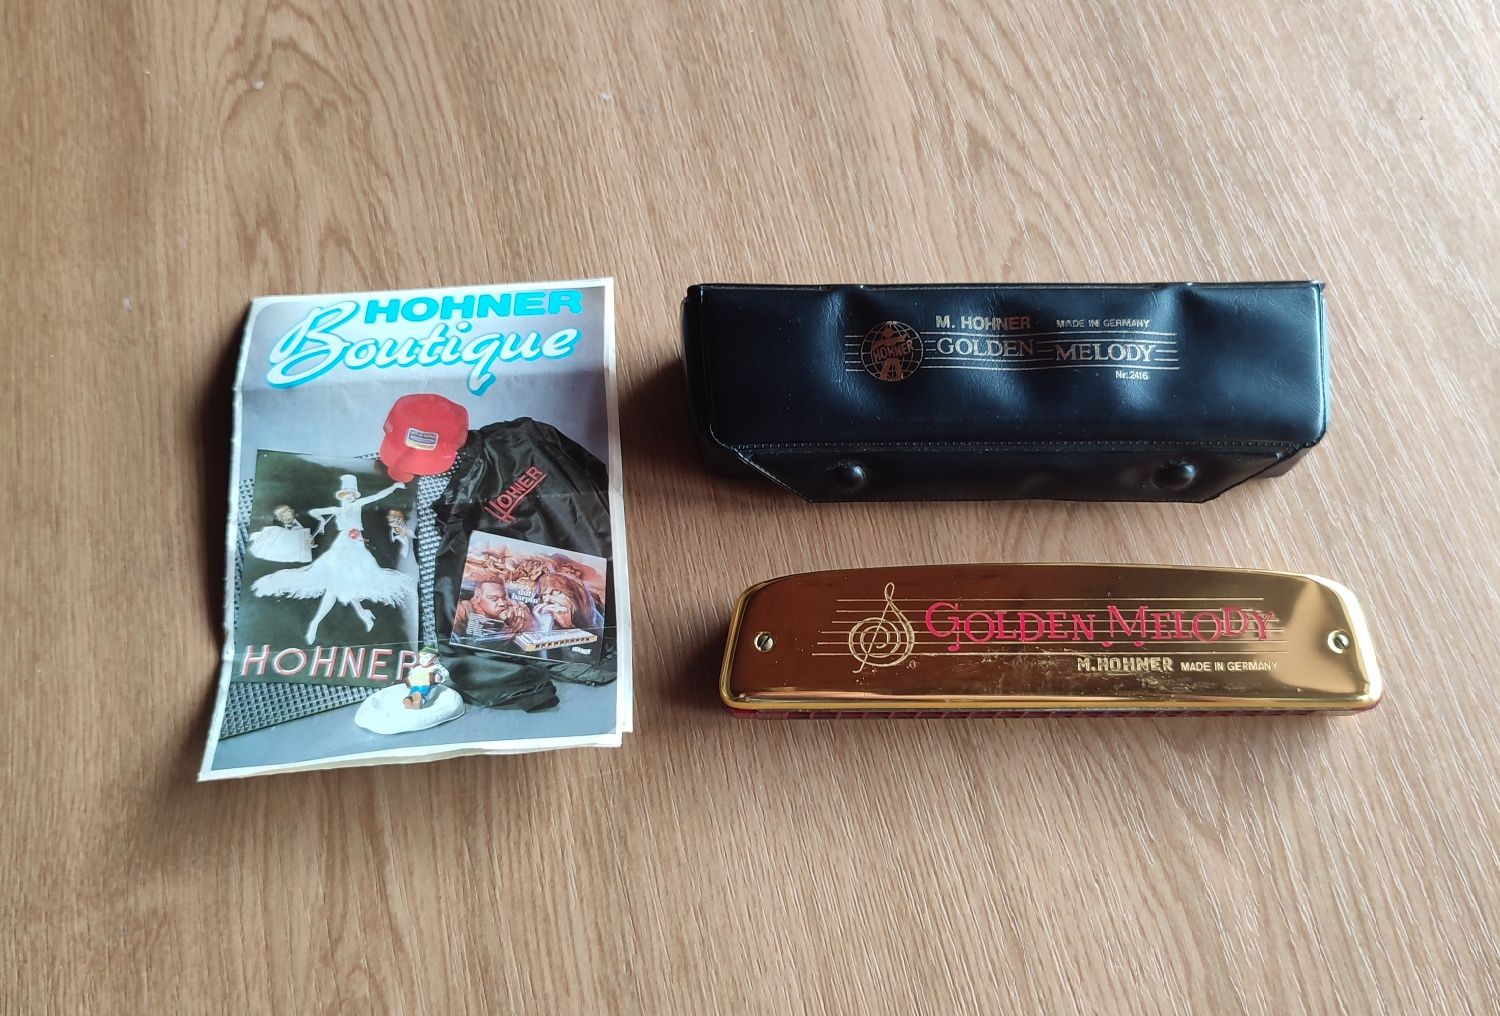 HOHNER
Boutique
HOHNER
HOHNER
HOHNER
M. HOHNER MADE IN GERMANY
HOHNER
GOLDEN MELODY
Nr. 2416
GOLDEN MELODY
M. HOHNER MADE IN GERMANY